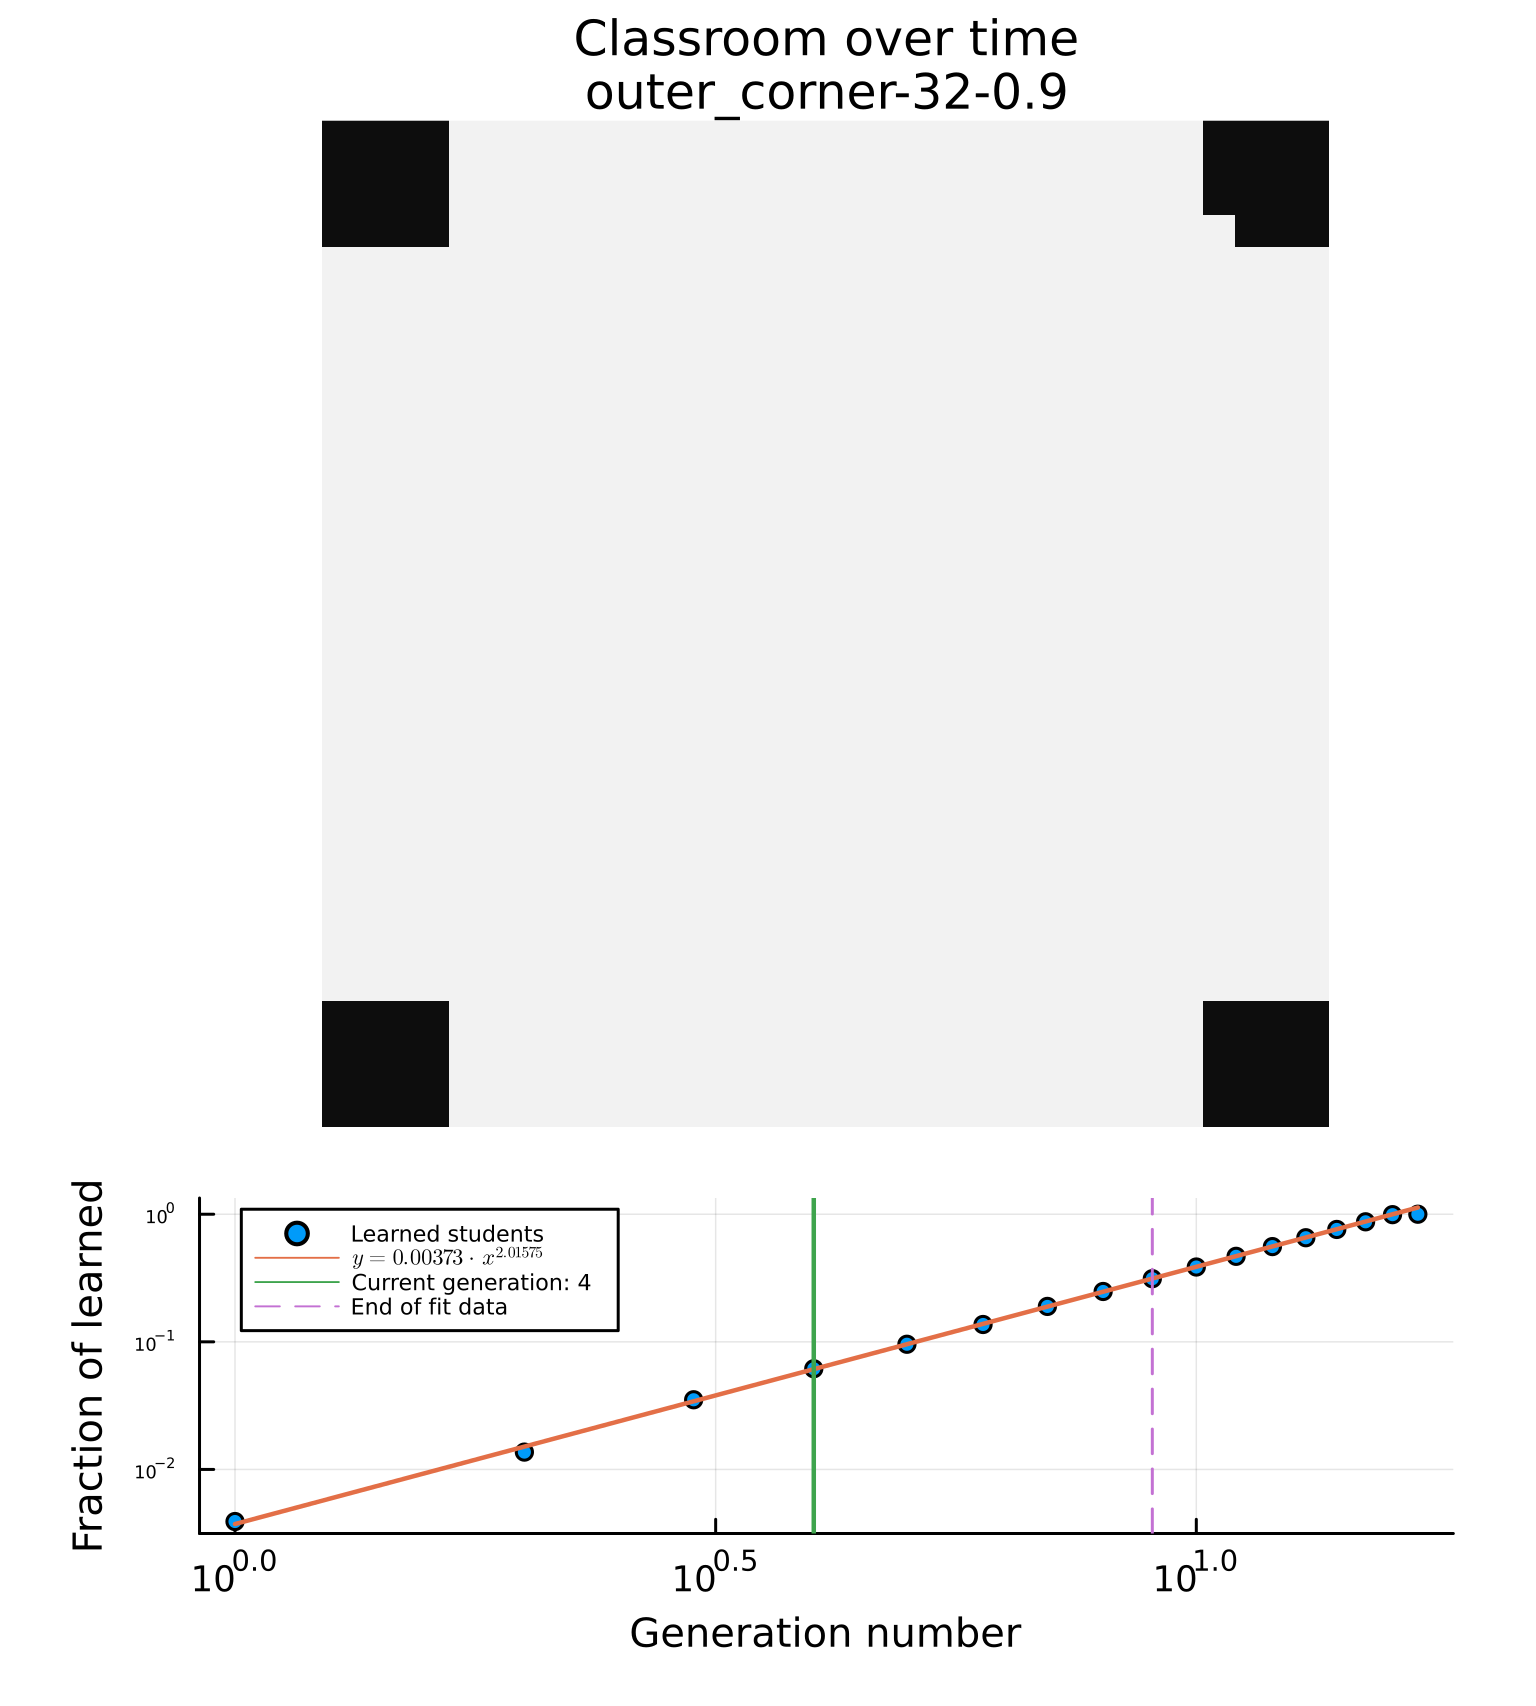 Classroom over time
outer_corner-32-0.9
Fraction of learned
10^0
10^-1
10^-2
Learned students
y = 0.00373 · x^2.01575
Current generation: 4
End of fit data
10^0.0 10^0.5 10^1.0
Generation number